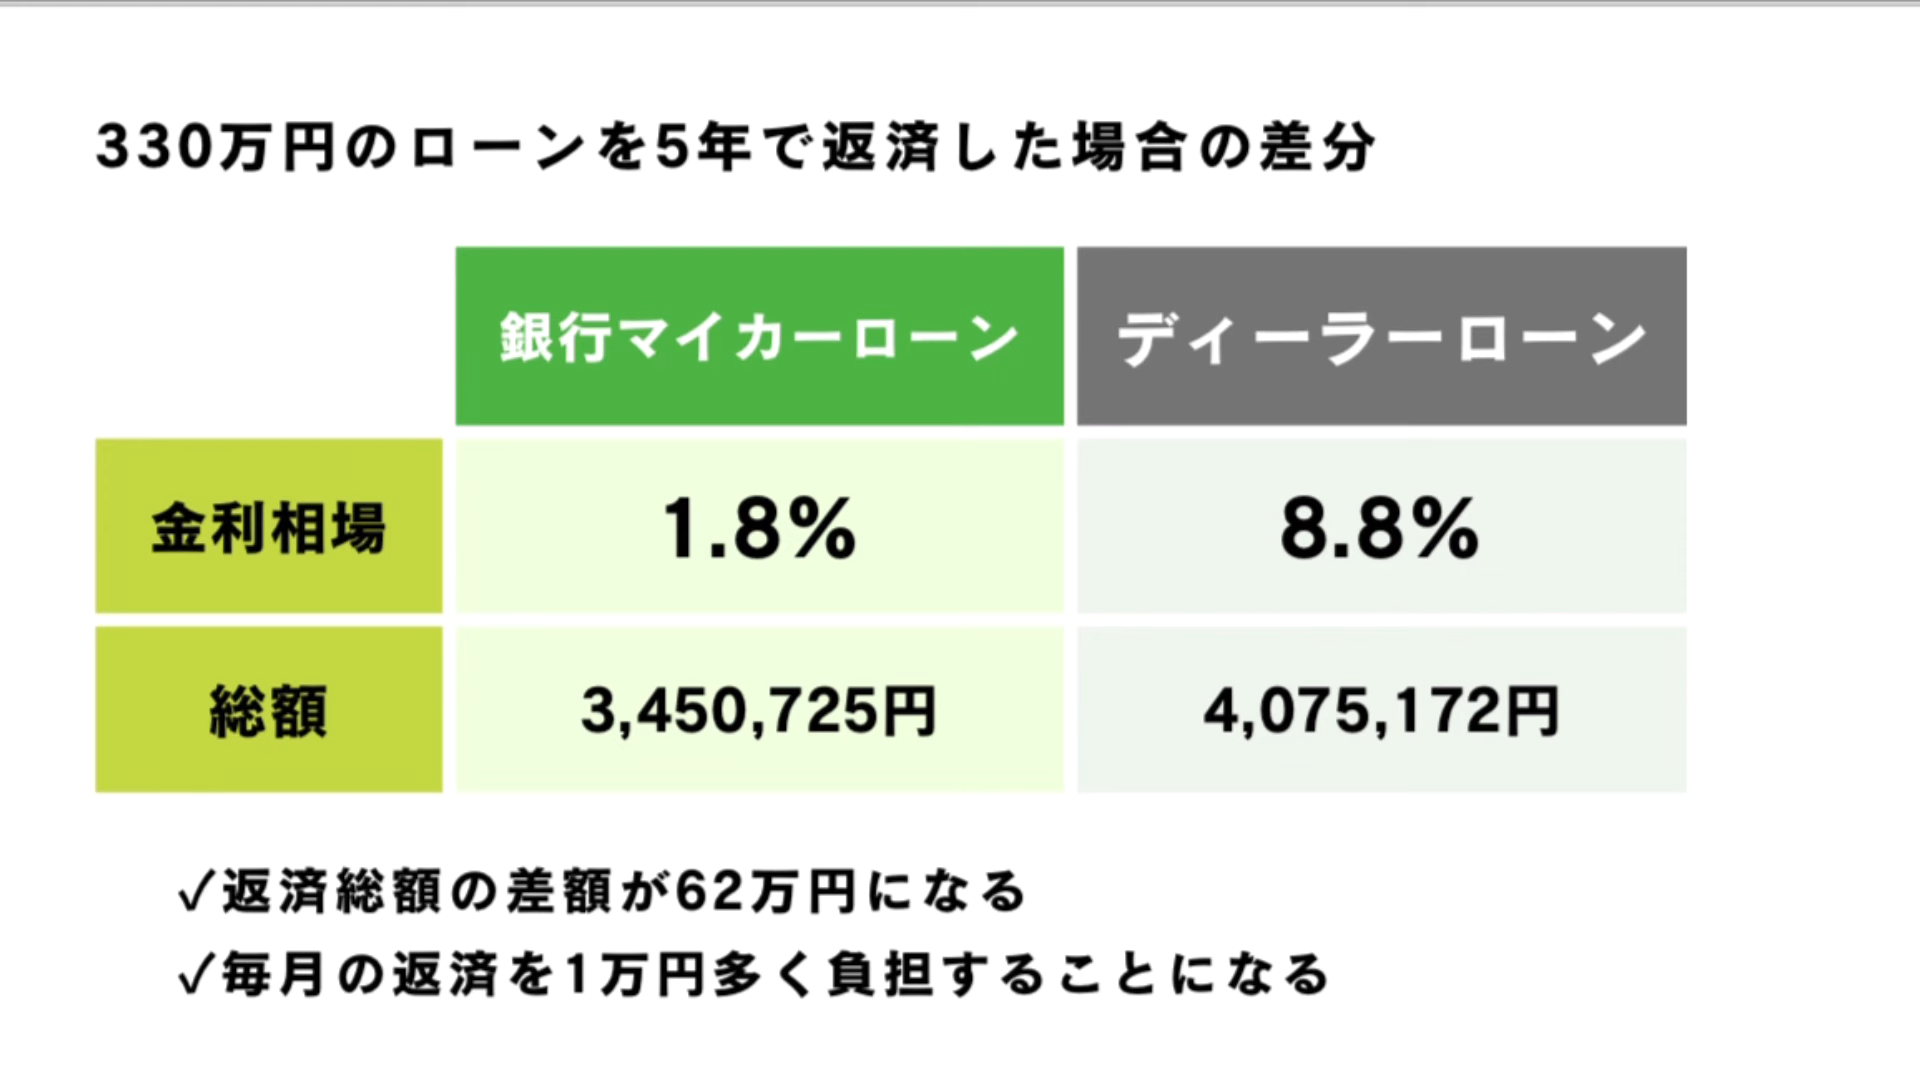 330万円のローンを5年で返済した場合の差分
銀行マイカーローン ディーラーローン
金利相場 1.8% 8.8%
総額 3,450,725円 4,075,172円
✓返済総額の差額が62万円になる
✓毎月の返済を1万円多く負担することになる